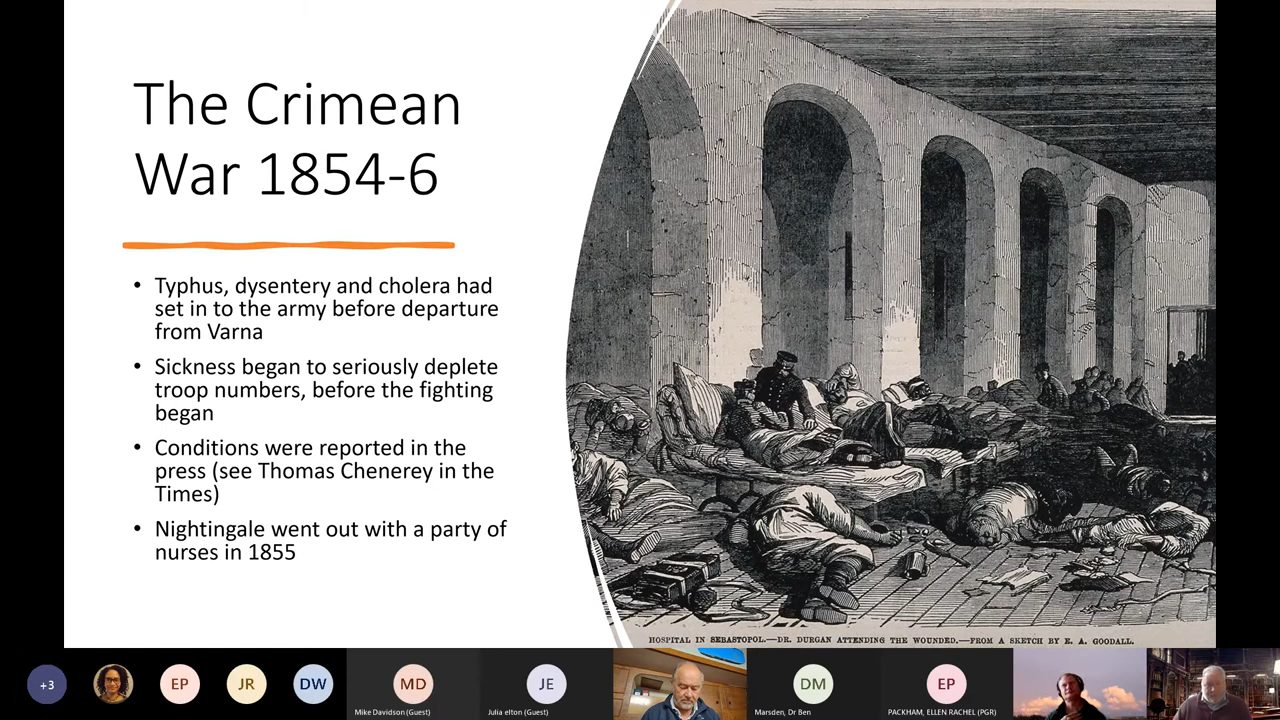 The Crimean
War 1854-6
• Typhus, dysentery and cholera had
set in to the army before departure
from Varna
• Sickness began to seriously deplete
troop numbers, before the fighting
began
• Conditions were reported in the
press (see Thomas Chenerey in the
Times)
• Nightingale went out with a party of
nurses in 1855
HOSPITAL IN SEBASTOPOL.—DR. DURGAN ATTENDING THE WOUNDED.—FROM A SKETCH BY E. A. GOODALL.
+3
EP
JR
DW
MD
Mike Davidson (Guest)
JE
Julia elton (Guest)
DM
Marsden, Dr Ben
EP
PACKHAM, ELLEN RACHEL (PGR)